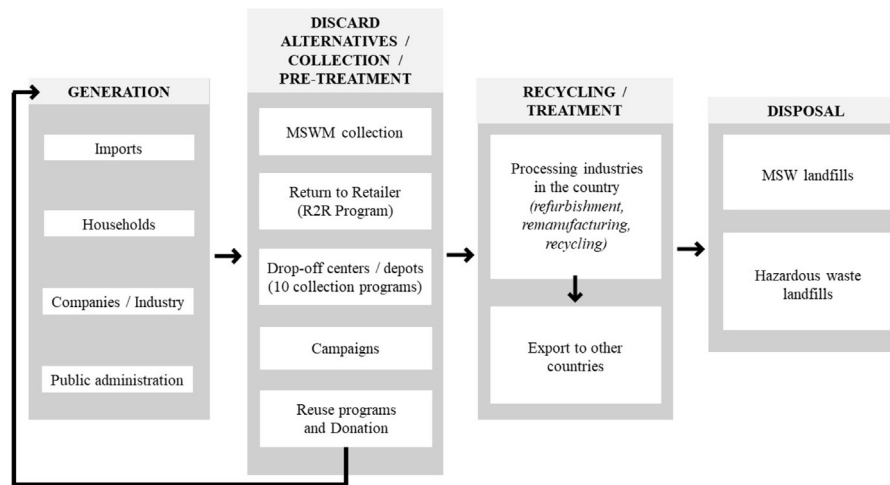 GENERATION
Imports
Households
Companies / Industry
Public administration
DISCARD
ALTERNATIVES /
COLLECTION /
PRE-TREATMENT
MSWM collection
Return to Retailer
(R2R Program)
Drop-off centers / depots
(10 collection programs)
Campaigns
Reuse programs
and Donation
RECYCLING /
TREATMENT
Processing industries
in the country
(refurbishment,
remanufacturing,
recycling)
Export to other
countries
DISPOSAL
MSW landfills
Hazardous waste
landfills